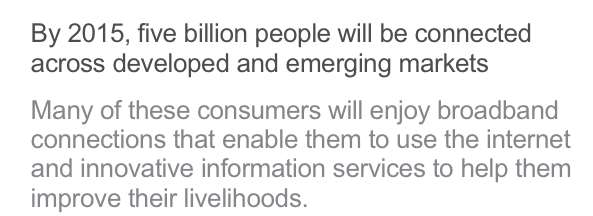 By 2015, five billion people will be connected
across developed and emerging markets
Many of these consumers will enjoy broadband
connections that enable them to use the internet
and innovative information services to help them
improve their livelihoods.